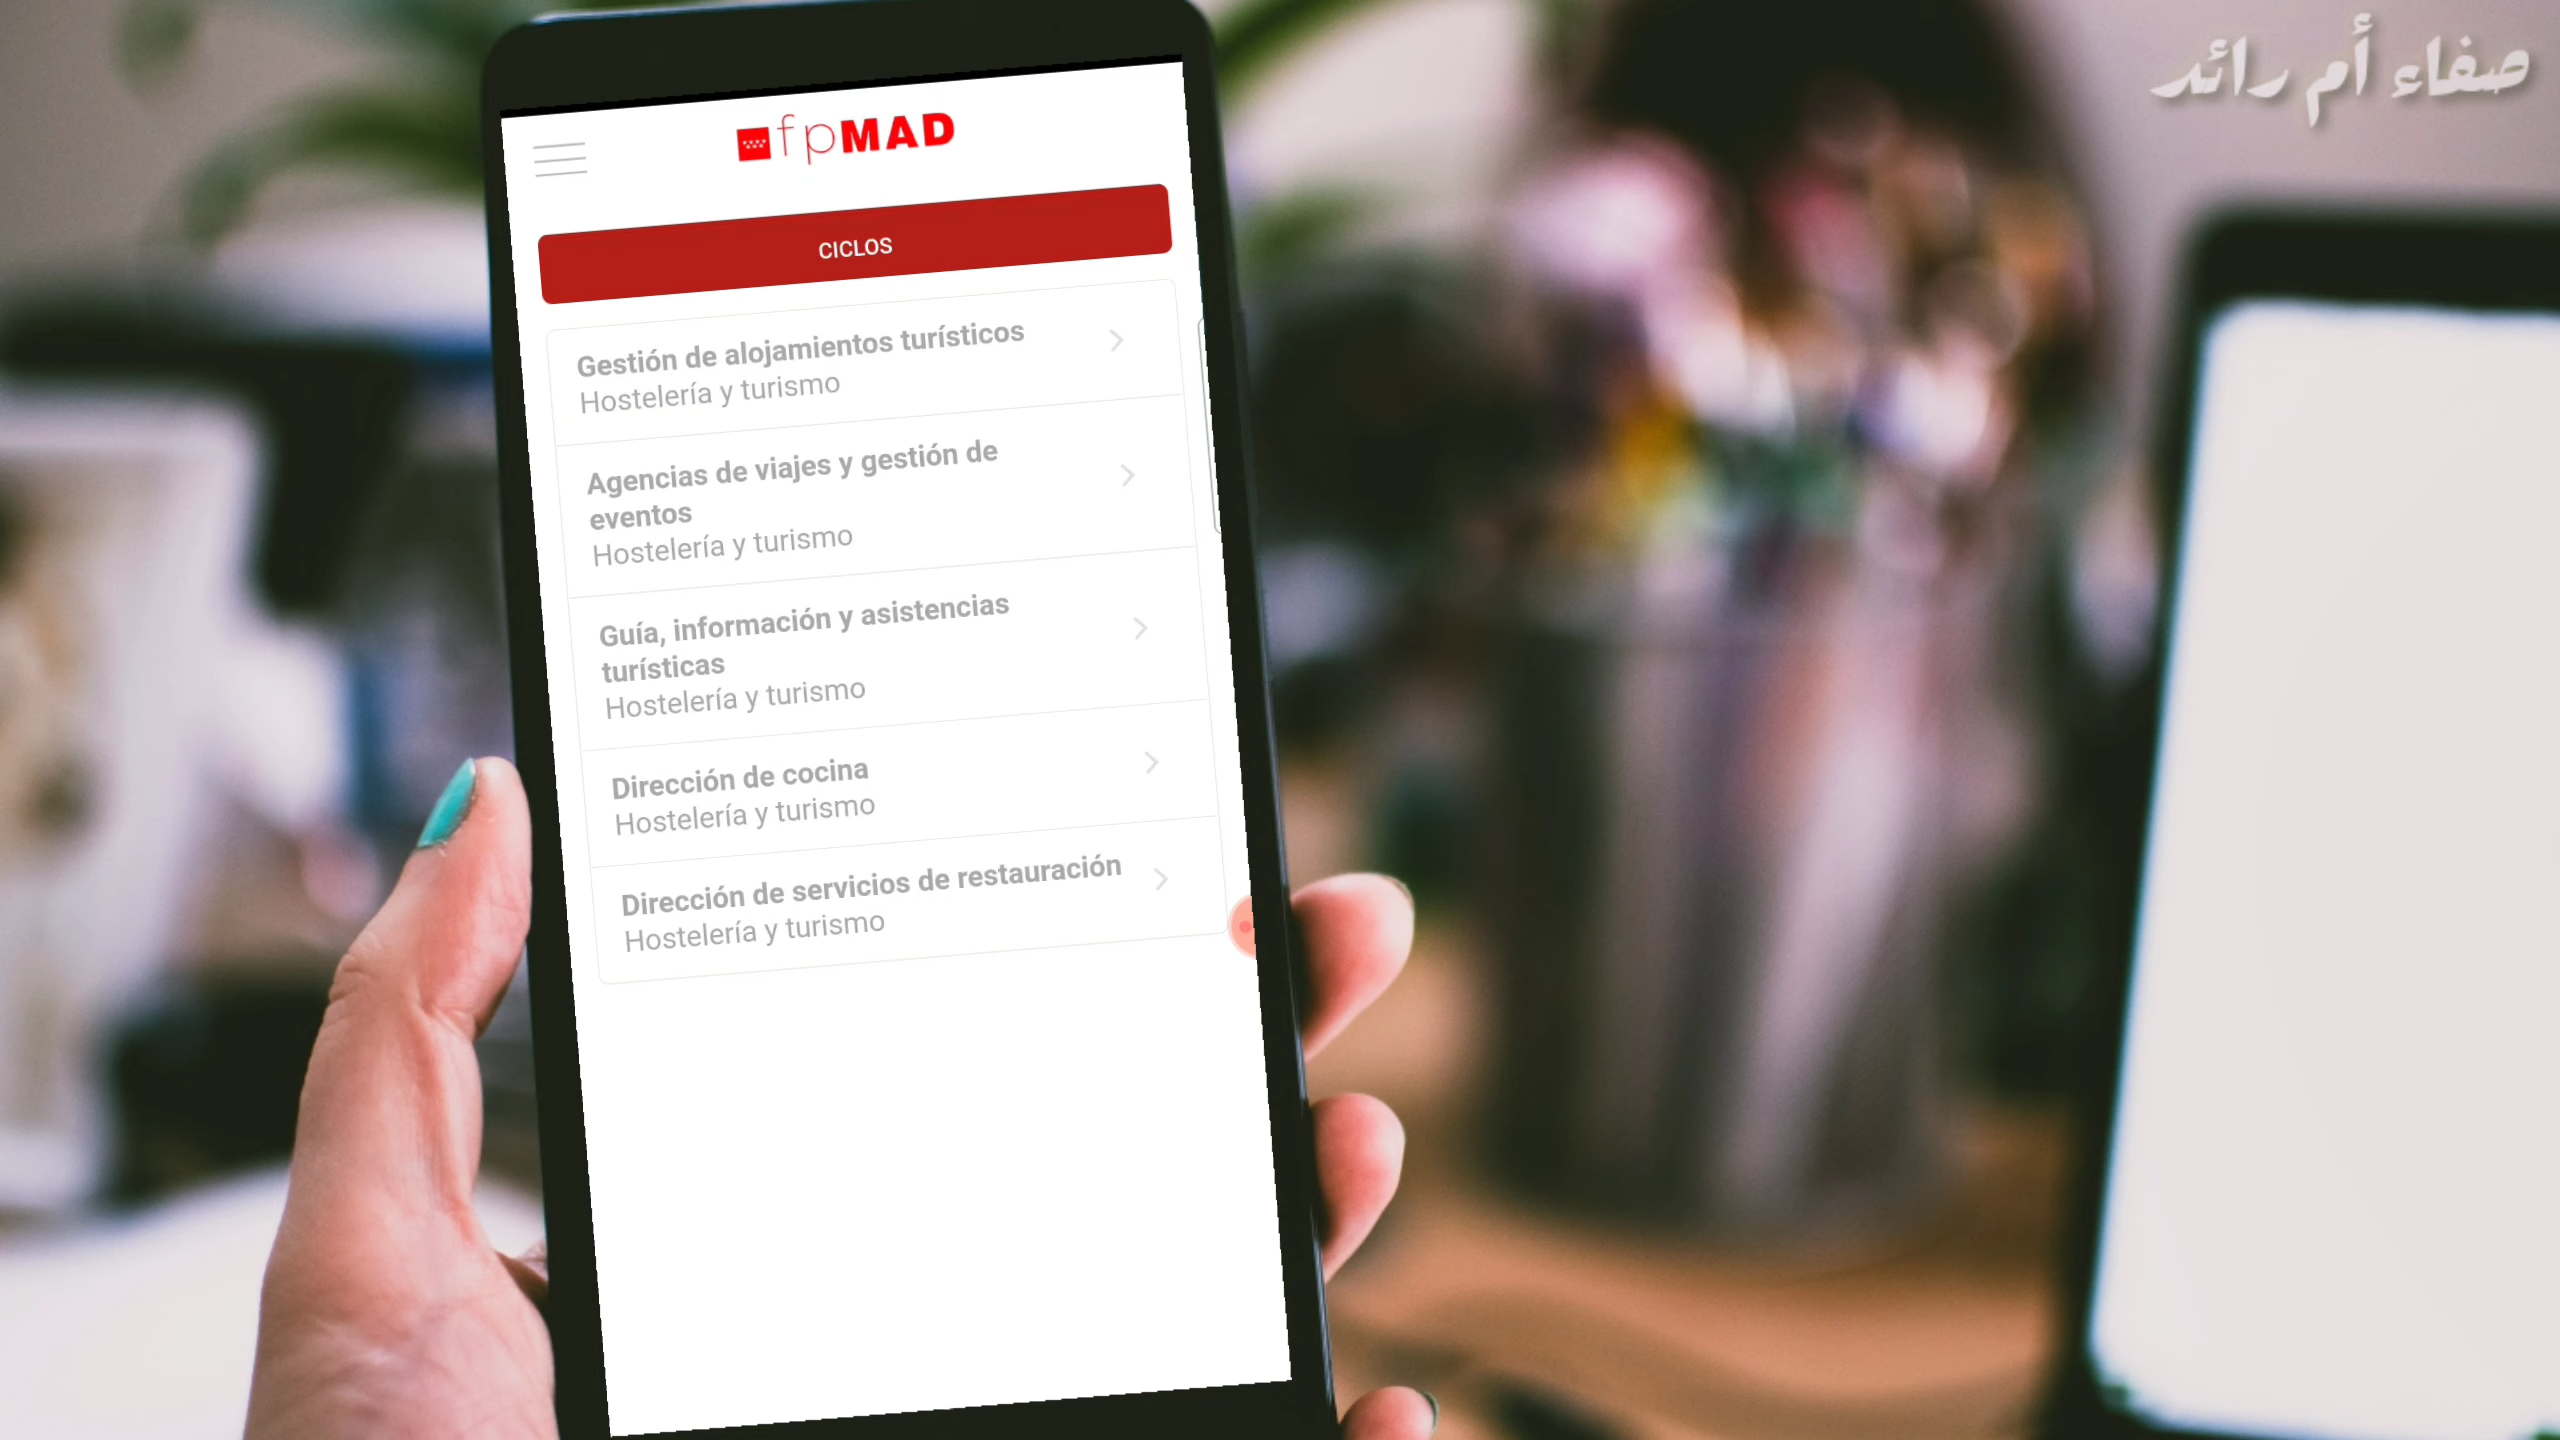 صفاء أم رائد
fpMAD
CICLOS
Gestión de alojamientos turísticos
Hostelería y turismo
Agencias de viajes y gestión de
eventos
Hostelería y turismo
Guía, información y asistencias
turísticas
Hostelería y turismo
Dirección de cocina
Hostelería y turismo
Dirección de servicios de restauración
Hostelería y turismo